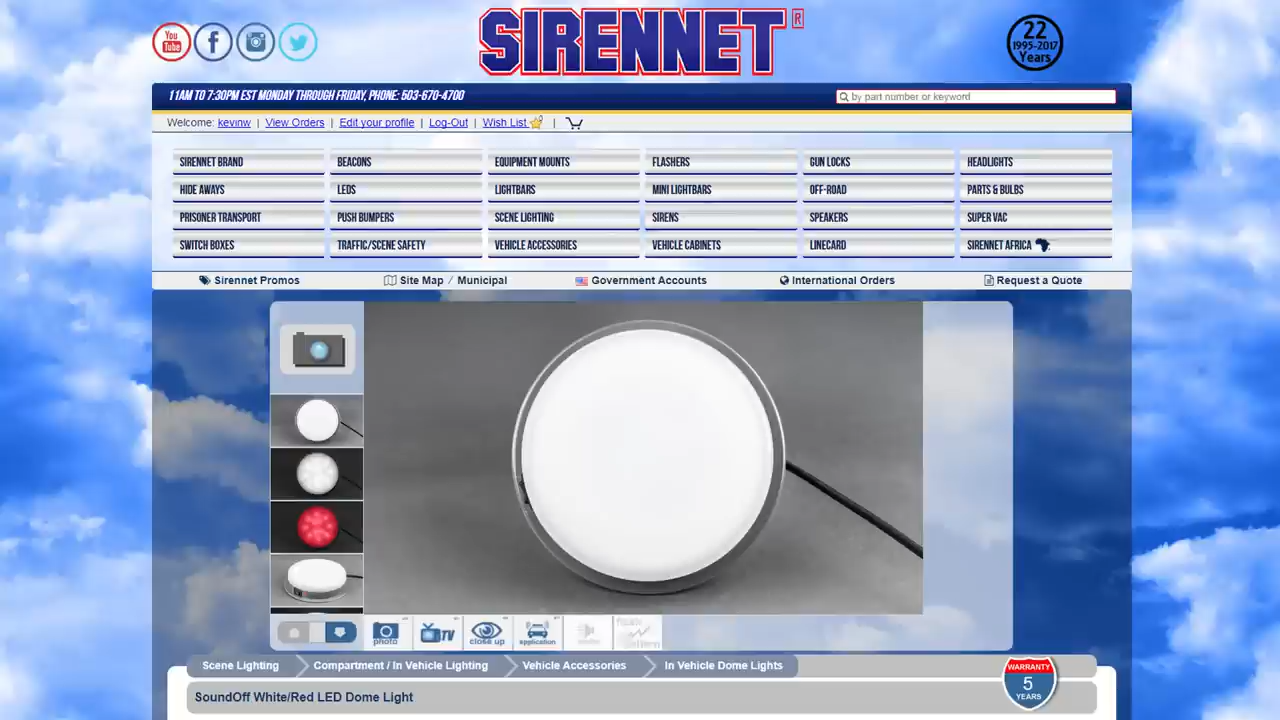 You
Tube
SIRENNET®
22
1995-2017
Years
11AM TO 7:30PM EST MONDAY THROUGH FRIDAY, PHONE: 503-670-4700
by part number or keyword
Welcome: kevinw | View Orders | Edit your profile | Log-Out | Wish List |
SIRENNET BRAND BEACONS EQUIPMENT MOUNTS FLASHERS GUN LOCKS HEADLIGHTS
HIDE AWAYS LEDS LIGHTBARS MINI LIGHTBARS OFF-ROAD PARTS & BULBS
PRISONER TRANSPORT PUSH BUMPERS SCENE LIGHTING SIRENS SPEAKERS SUPER VAC
SWITCH BOXES TRAFFIC/SCENE SAFETY VEHICLE ACCESSORIES VEHICLE CABINETS LINECARD SIRENNET AFRICA
Sirennet Promos Site Map / Municipal Government Accounts International Orders Request a Quote
photo TV close up application
Scene Lighting Compartment / In Vehicle Lighting Vehicle Accessories In Vehicle Dome Lights
WARRANTY
5
YEARS
SoundOff White/Red LED Dome Light